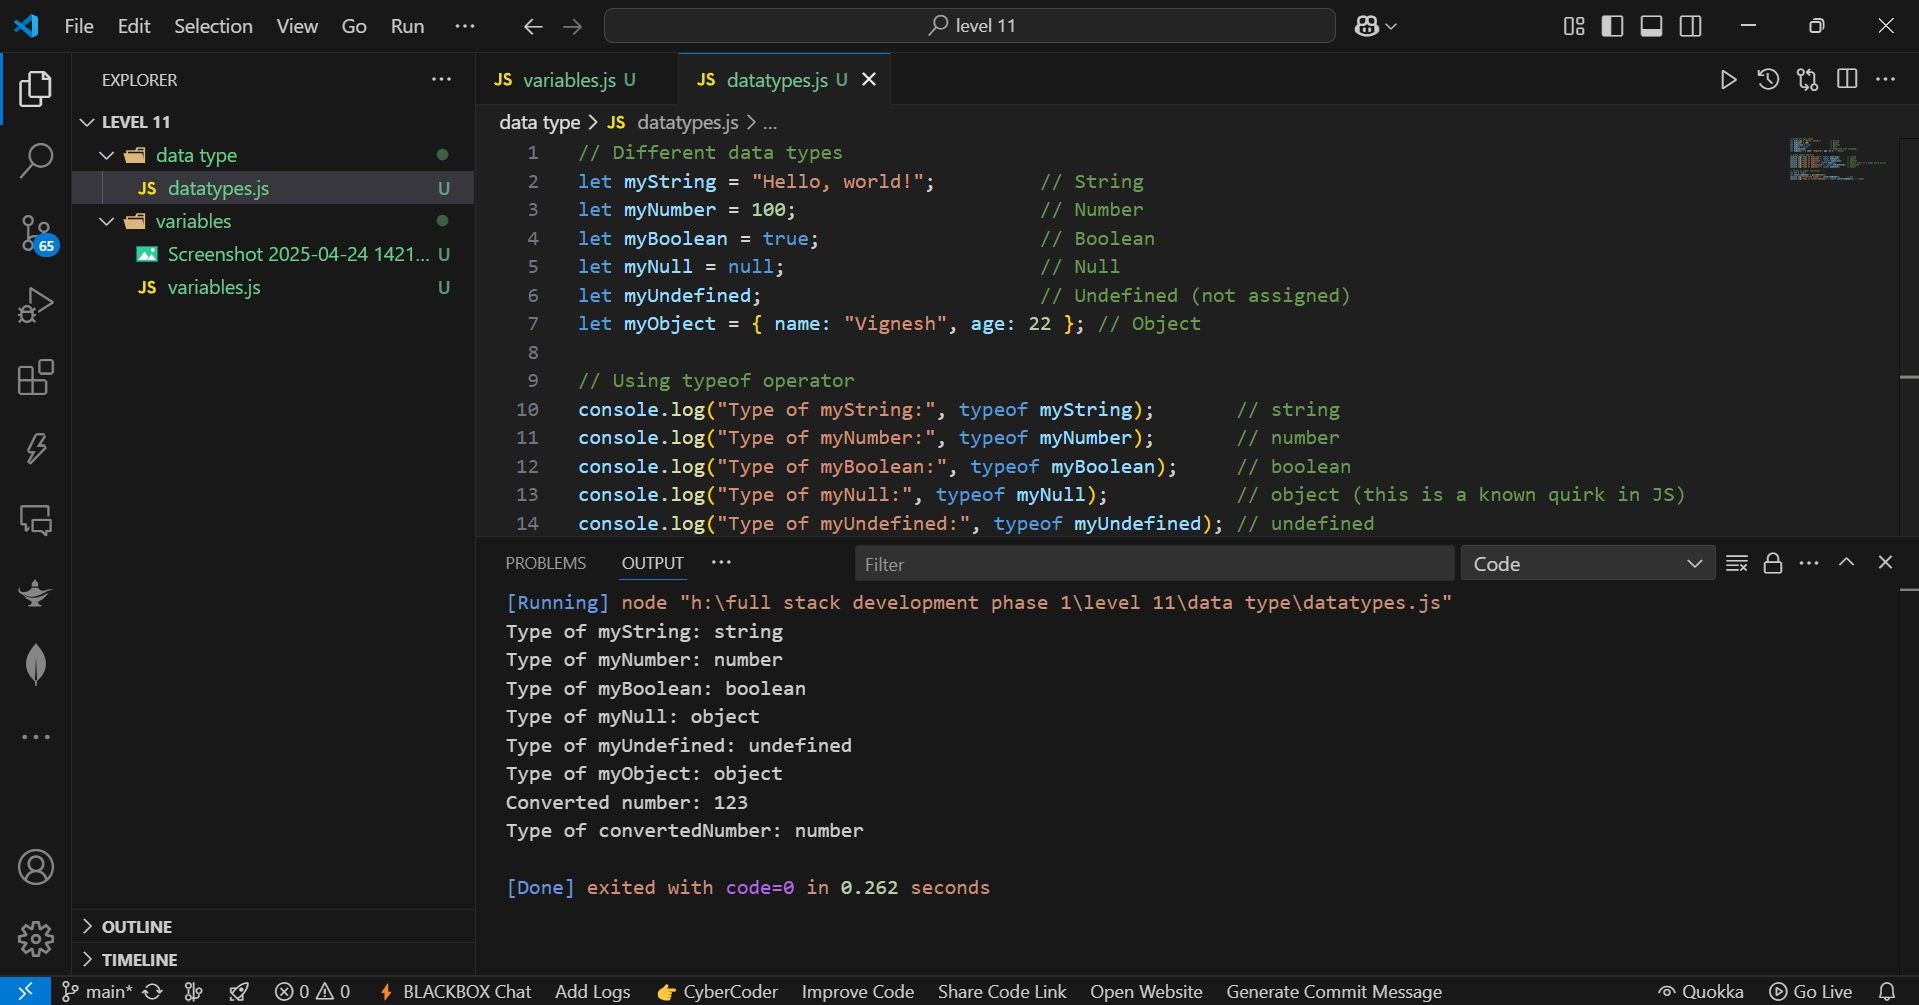 File Edit Selection View Go Run ··· level 11
EXPLORER ···
LEVEL 11
data type
JS datatypes.js U
variables
Screenshot 2025-04-24 1421... U
JS variables.js U
OUTLINE
TIMELINE
65
JS variables.js U JS datatypes.js U
data type > JS datatypes.js > ...
1 // Different data types
2 let myString = "Hello, world!"; // String
3 let myNumber = 100; // Number
4 let myBoolean = true; // Boolean
5 let myNull = null; // Null
6 let myUndefined; // Undefined (not assigned)
7 let myObject = { name: "Vignesh", age: 22 }; // Object
8
9 // Using typeof operator
10 console.log("Type of myString:", typeof myString); // string
11 console.log("Type of myNumber:", typeof myNumber); // number
12 console.log("Type of myBoolean:", typeof myBoolean); // boolean
13 console.log("Type of myNull:", typeof myNull); // object (this is a known quirk in JS)
14 console.log("Type of myUndefined:", typeof myUndefined); // undefined
PROBLEMS OUTPUT ··· Filter Code
[Running] node "h:\full stack development phase 1\level 11\data type\datatypes.js"
Type of myString: string
Type of myNumber: number
Type of myBoolean: boolean
Type of myNull: object
Type of myUndefined: undefined
Type of myObject: object
Converted number: 123
Type of convertedNumber: number
[Done] exited with code=0 in 0.262 seconds
main* 0 0 BLACKBOX Chat Add Logs CyberCoder Improve Code Share Code Link Open Website Generate Commit Message Quokka Go Live